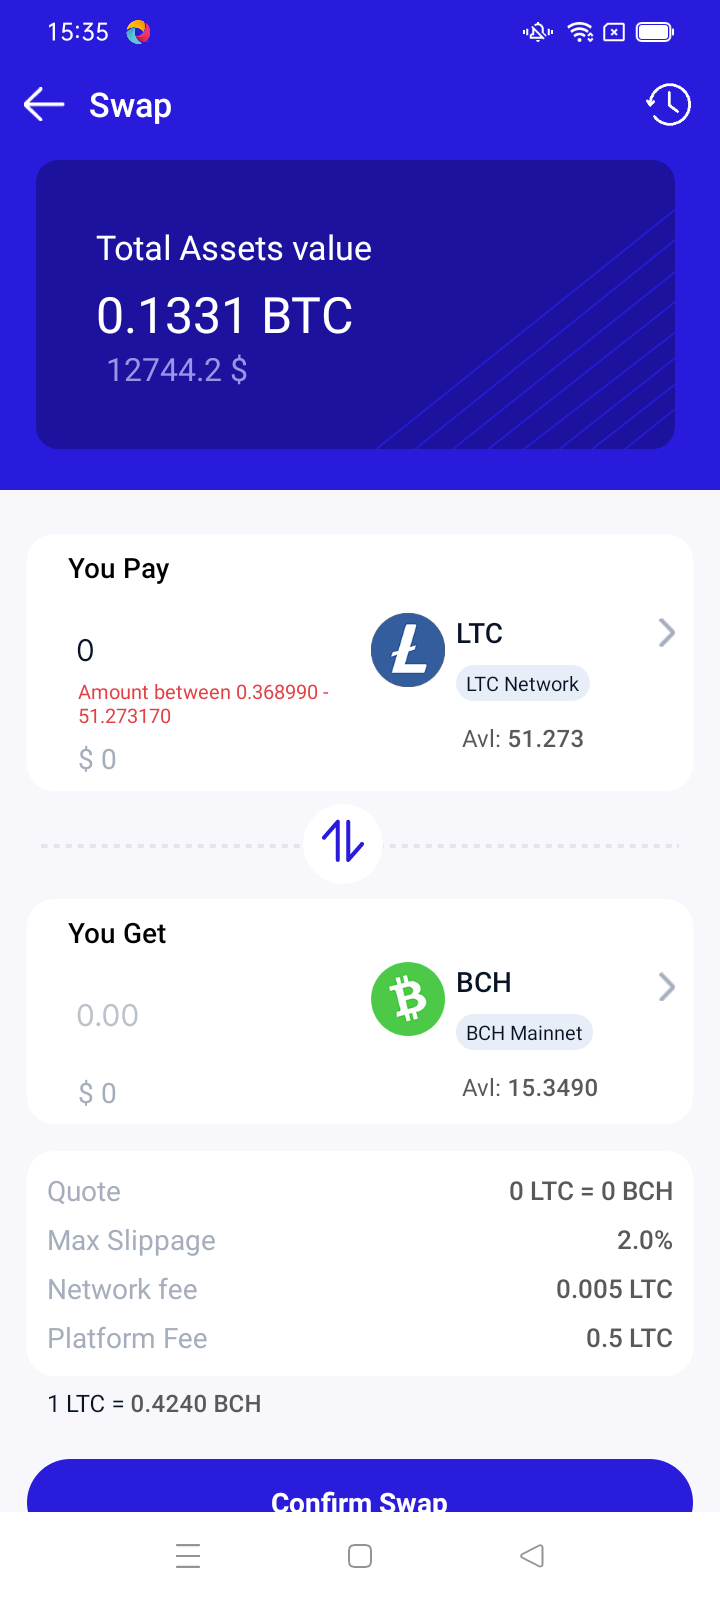 15:35
Swap
Total Assets value
0.1331 BTC
12744.2 $
You Pay
0
LTC
LTC Network
Amount between 0.368990 -
51.273170
Avl: 51.273
$ 0
You Get
0.00
BCH
BCH Mainnet
$ 0
Avl: 15.3490
Quote 0 LTC = 0 BCH
Max Slippage 2.0%
Network fee 0.005 LTC
Platform Fee 0.5 LTC
1 LTC = 0.4240 BCH
Confirm Swap